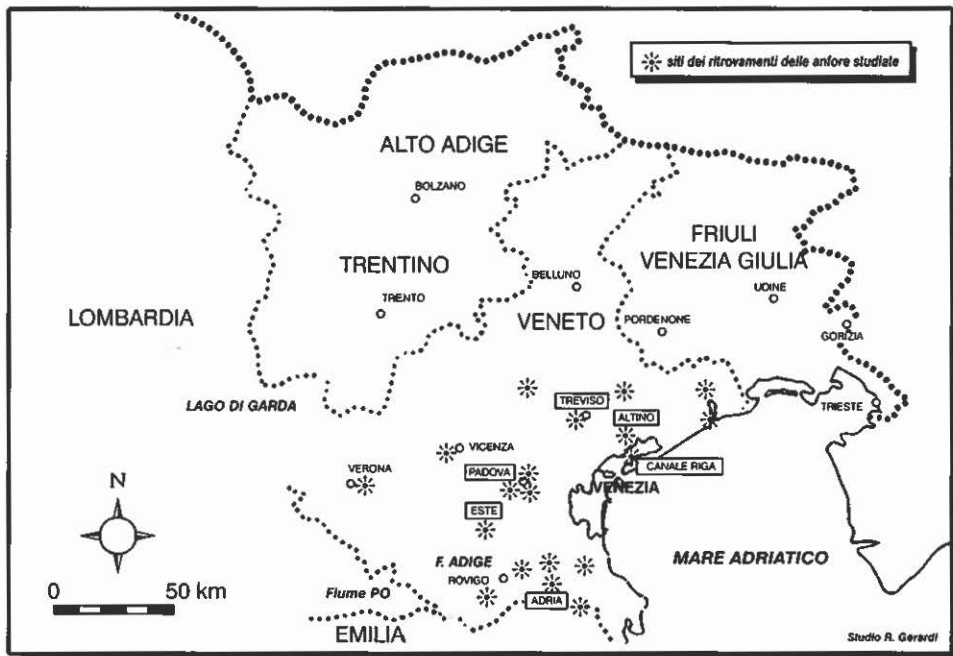 siti dei ritrovamenti delle anfore studiate
ALTO ADIGE
BOLZANO
FRIULI
VENEZIA GIULIA
TRENTINO
BELLUNO
UDINE
TRENTO
LOMBARDIA
VENETO
PORDENONE
GORIZIA
LAGO DI GARDA
TREVISO
TRIESTE
ALTINO
VICENZA
VERONA
PADOVA
CANALE RIGA
N
VENEZIA
ESTE
MARE ADRIATICO
F. ADIGE
ROVIGO
0 50 km
Fiume PO
ADRIA
EMILIA
Studio R. Gerardi